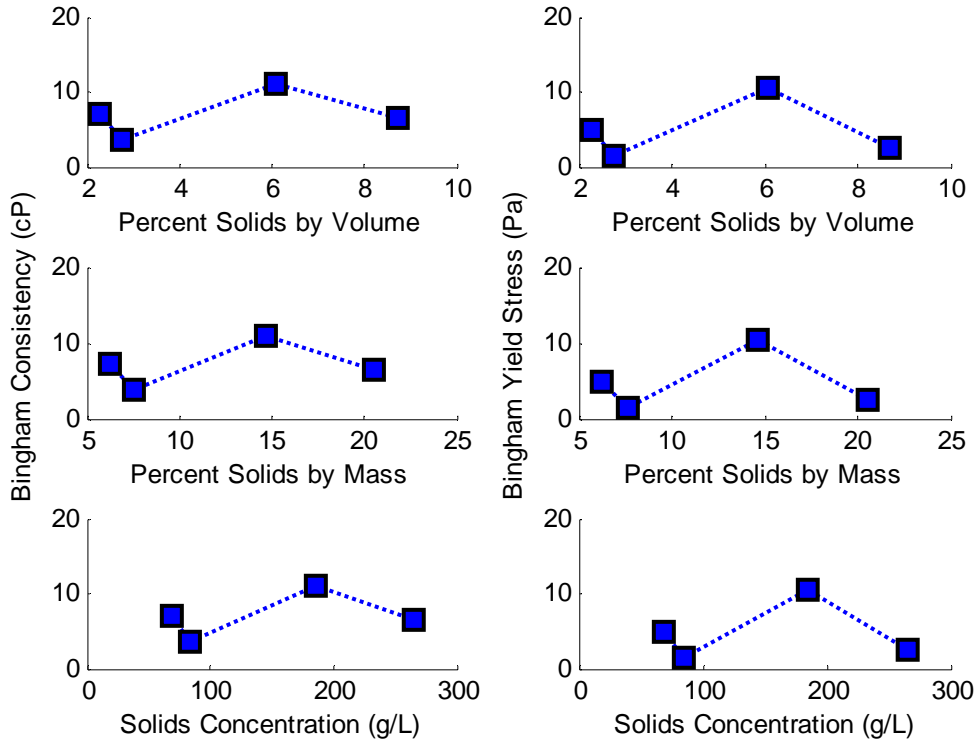 20
10
0
2 4 6 8 10
Percent Solids by Volume
20
10
0
2 4 6 8 10
Percent Solids by Volume
Bingham Consistency (cP)
20
10
0
5 10 15 20 25
Percent Solids by Mass
Bingham Yield Stress (Pa)
20
10
0
5 10 15 20 25
Percent Solids by Mass
20
10
0
0 100 200 300
Solids Concentration (g/L)
20
10
0
0 100 200 300
Solids Concentration (g/L)